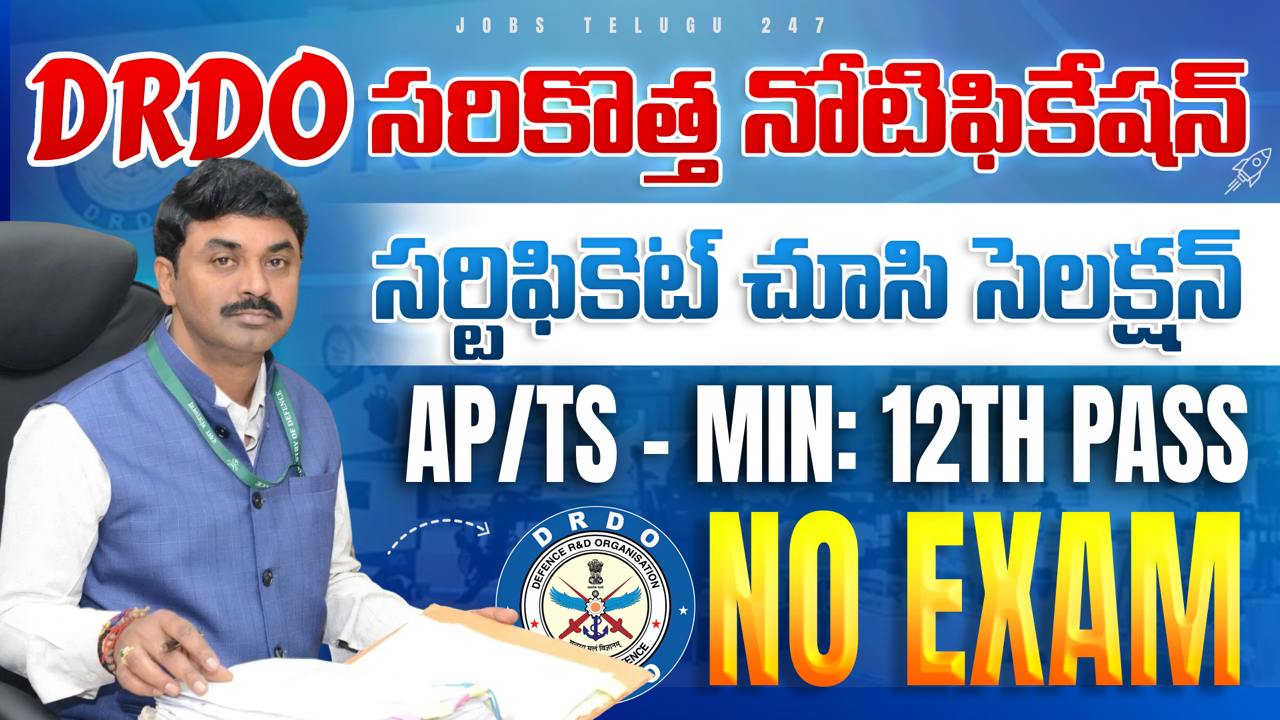 JOBS TELUGU 247
DRDO సరికొత్త నోటిఫికేషన్
సర్టిఫికెట్ చూసి సెలక్షన్
AP/TS - MIN: 12TH PASS
NO EXAM
DRDO
DEFENCE R&D ORGANISATION